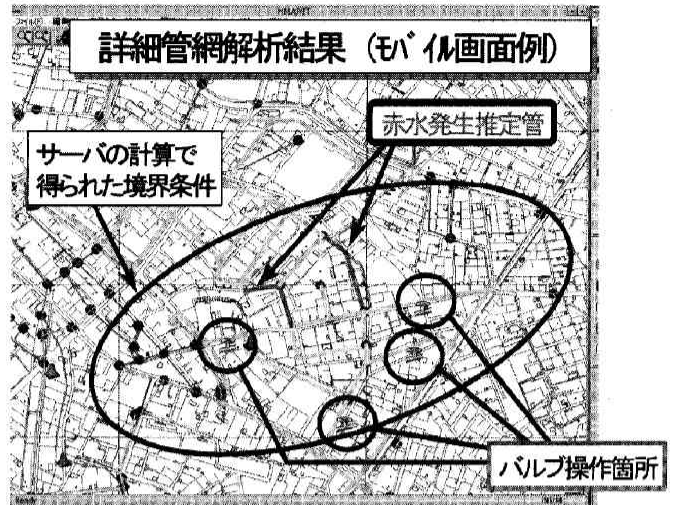 詳細管網解析結果（ﾓﾊﾞｲﾙ画面例）
赤水発生推定管
サーバの計算で
得られた境界条件
バルブ操作箇所